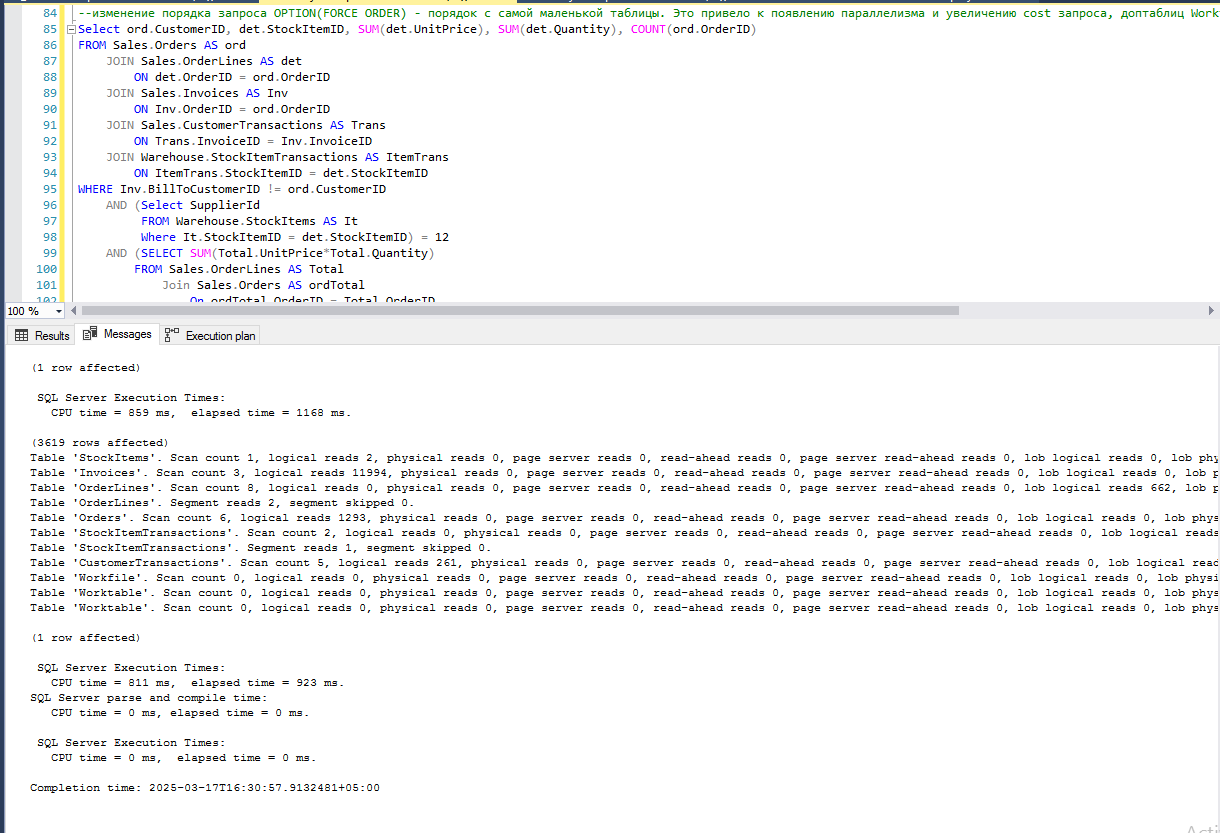 84 --изменение порядка запроса OPTION(FORCE ORDER) - порядок с самой маленькой таблицы. Это привело к появлению параллелизма и увеличению cost запроса, доптаблиц Work
85 Select ord.CustomerID, det.StockItemID, SUM(det.UnitPrice), SUM(det.Quantity), COUNT(ord.OrderID)
86 FROM Sales.Orders AS ord
87 JOIN Sales.OrderLines AS det
88 ON det.OrderID = ord.OrderID
89 JOIN Sales.Invoices AS Inv
90 ON Inv.OrderID = ord.OrderID
91 JOIN Sales.CustomerTransactions AS Trans
92 ON Trans.InvoiceID = Inv.InvoiceID
93 JOIN Warehouse.StockItemTransactions AS ItemTrans
94 ON ItemTrans.StockItemID = det.StockItemID
95 WHERE Inv.BillToCustomerID != ord.CustomerID
96 AND (Select SupplierId
97 FROM Warehouse.StockItems AS It
98 Where It.StockItemID = det.StockItemID) = 12
99 AND (SELECT SUM(Total.UnitPrice*Total.Quantity)
100 FROM Sales.OrderLines AS Total
101 Join Sales.Orders AS ordTotal
102 On ordTotal.OrderID = Total.OrderID
100 %
Results Messages Execution plan
(1 row affected)
SQL Server Execution Times:
CPU time = 859 ms, elapsed time = 1168 ms.
(3619 rows affected)
Table 'StockItems'. Scan count 1, logical reads 2, physical reads 0, page server reads 0, read-ahead reads 0, page server read-ahead reads 0, lob logical reads 0, lob phy
Table 'Invoices'. Scan count 3, logical reads 11994, physical reads 0, page server reads 0, read-ahead reads 0, page server read-ahead reads 0, lob logical reads 0, lob p
Table 'OrderLines'. Scan count 8, logical reads 0, physical reads 0, page server reads 0, read-ahead reads 0, page server read-ahead reads 0, lob logical reads 662, lob p
Table 'OrderLines'. Segment reads 2, segment skipped 0.
Table 'Orders'. Scan count 6, logical reads 1293, physical reads 0, page server reads 0, read-ahead reads 0, page server read-ahead reads 0, lob logical reads 0, lob phys
Table 'StockItemTransactions'. Scan count 2, logical reads 0, physical reads 0, page server reads 0, read-ahead reads 0, page server read-ahead reads 0, lob logical reads
Table 'StockItemTransactions'. Segment reads 1, segment skipped 0.
Table 'CustomerTransactions'. Scan count 5, logical reads 261, physical reads 0, page server reads 0, read-ahead reads 0, page server read-ahead reads 0, lob logical read
Table 'Workfile'. Scan count 0, logical reads 0, physical reads 0, page server reads 0, read-ahead reads 0, page server read-ahead reads 0, lob logical reads 0, lob physi
Table 'Worktable'. Scan count 0, logical reads 0, physical reads 0, page server reads 0, read-ahead reads 0, page server read-ahead reads 0, lob logical reads 0, lob phys
Table 'Worktable'. Scan count 0, logical reads 0, physical reads 0, page server reads 0, read-ahead reads 0, page server read-ahead reads 0, lob logical reads 0, lob phys
(1 row affected)
SQL Server Execution Times:
CPU time = 811 ms, elapsed time = 923 ms.
SQL Server parse and compile time:
CPU time = 0 ms, elapsed time = 0 ms.
SQL Server Execution Times:
CPU time = 0 ms, elapsed time = 0 ms.
Completion time: 2025-03-17T16:30:57.9132481+05:00